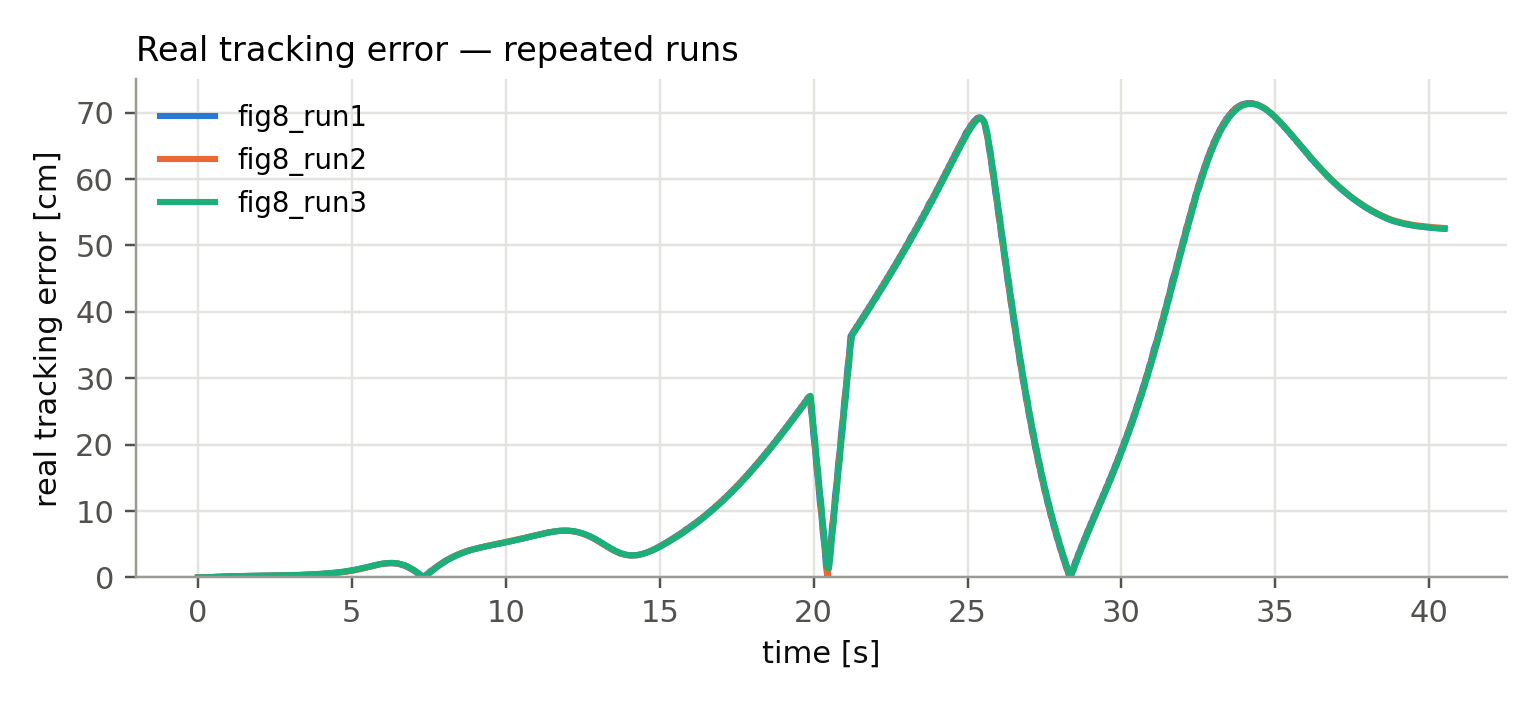 Real tracking error — repeated runs
fig8_run1
fig8_run2
fig8_run3
real tracking error [cm]
70
60
50
40
30
20
10
0
0 5 10 15 20 25 30 35 40
time [s]